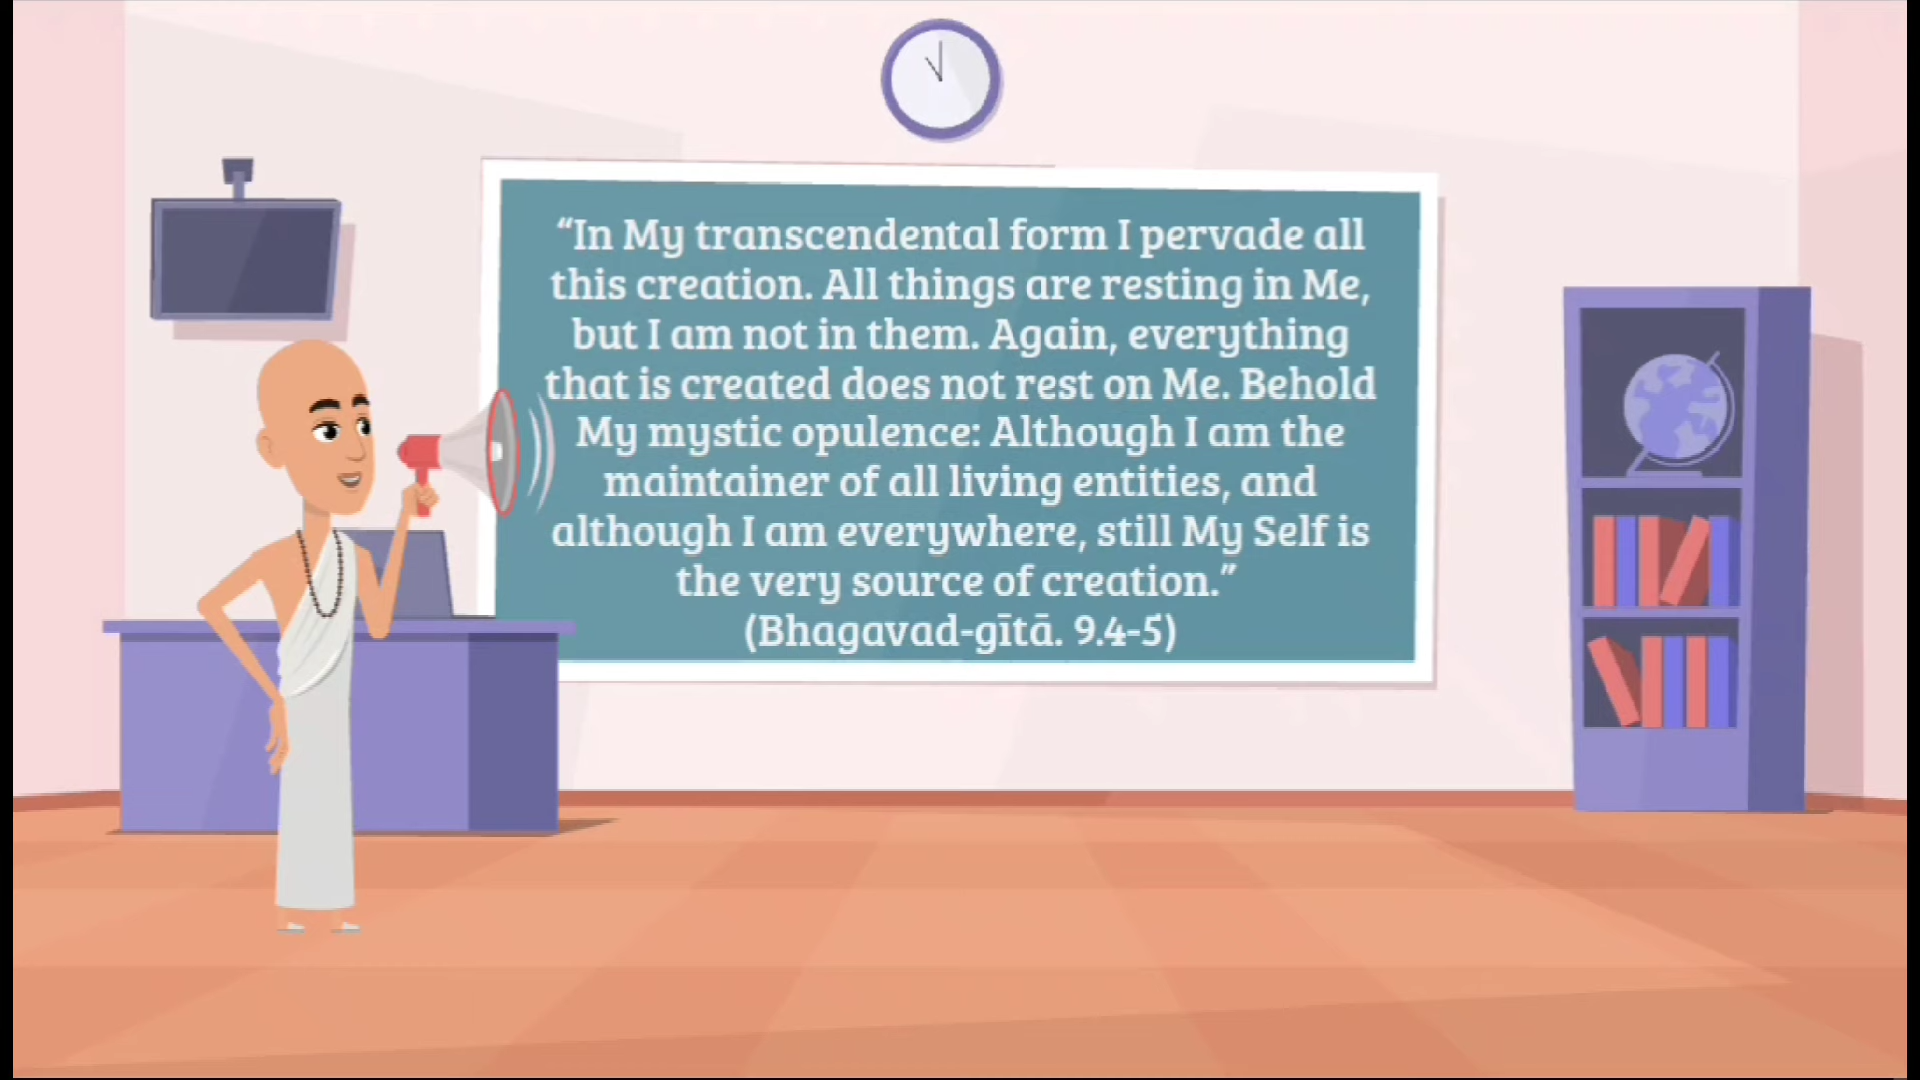 “In My transcendental form I pervade all
this creation. All things are resting in Me,
but I am not in them. Again, everything
that is created does not rest on Me. Behold
My mystic opulence: Although I am the
maintainer of all living entities, and
although I am everywhere, still My Self is
the very source of creation.”
(Bhagavad-gītā. 9.4-5)